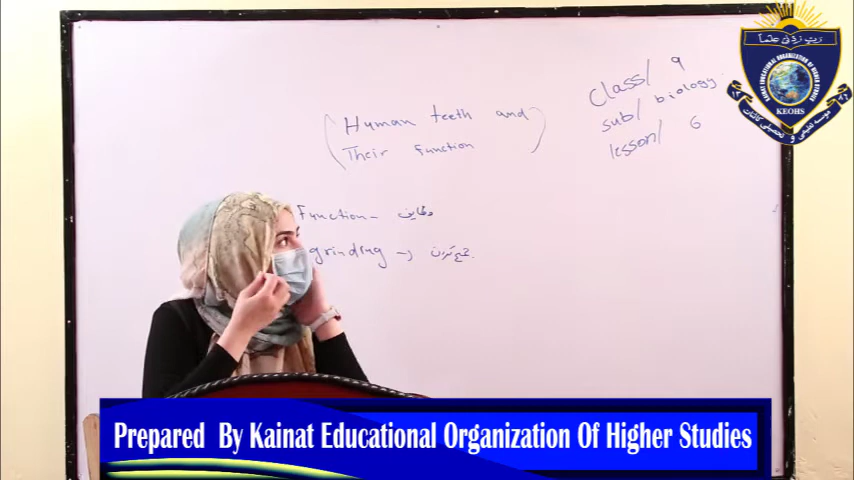 (Human teeth and
Their Function)
class/ 9
sub/ biology.
lesson/ 6
Function- وظایف
grinding →
KEOHS
Prepared By Kainat Educational Organization Of Higher Studies